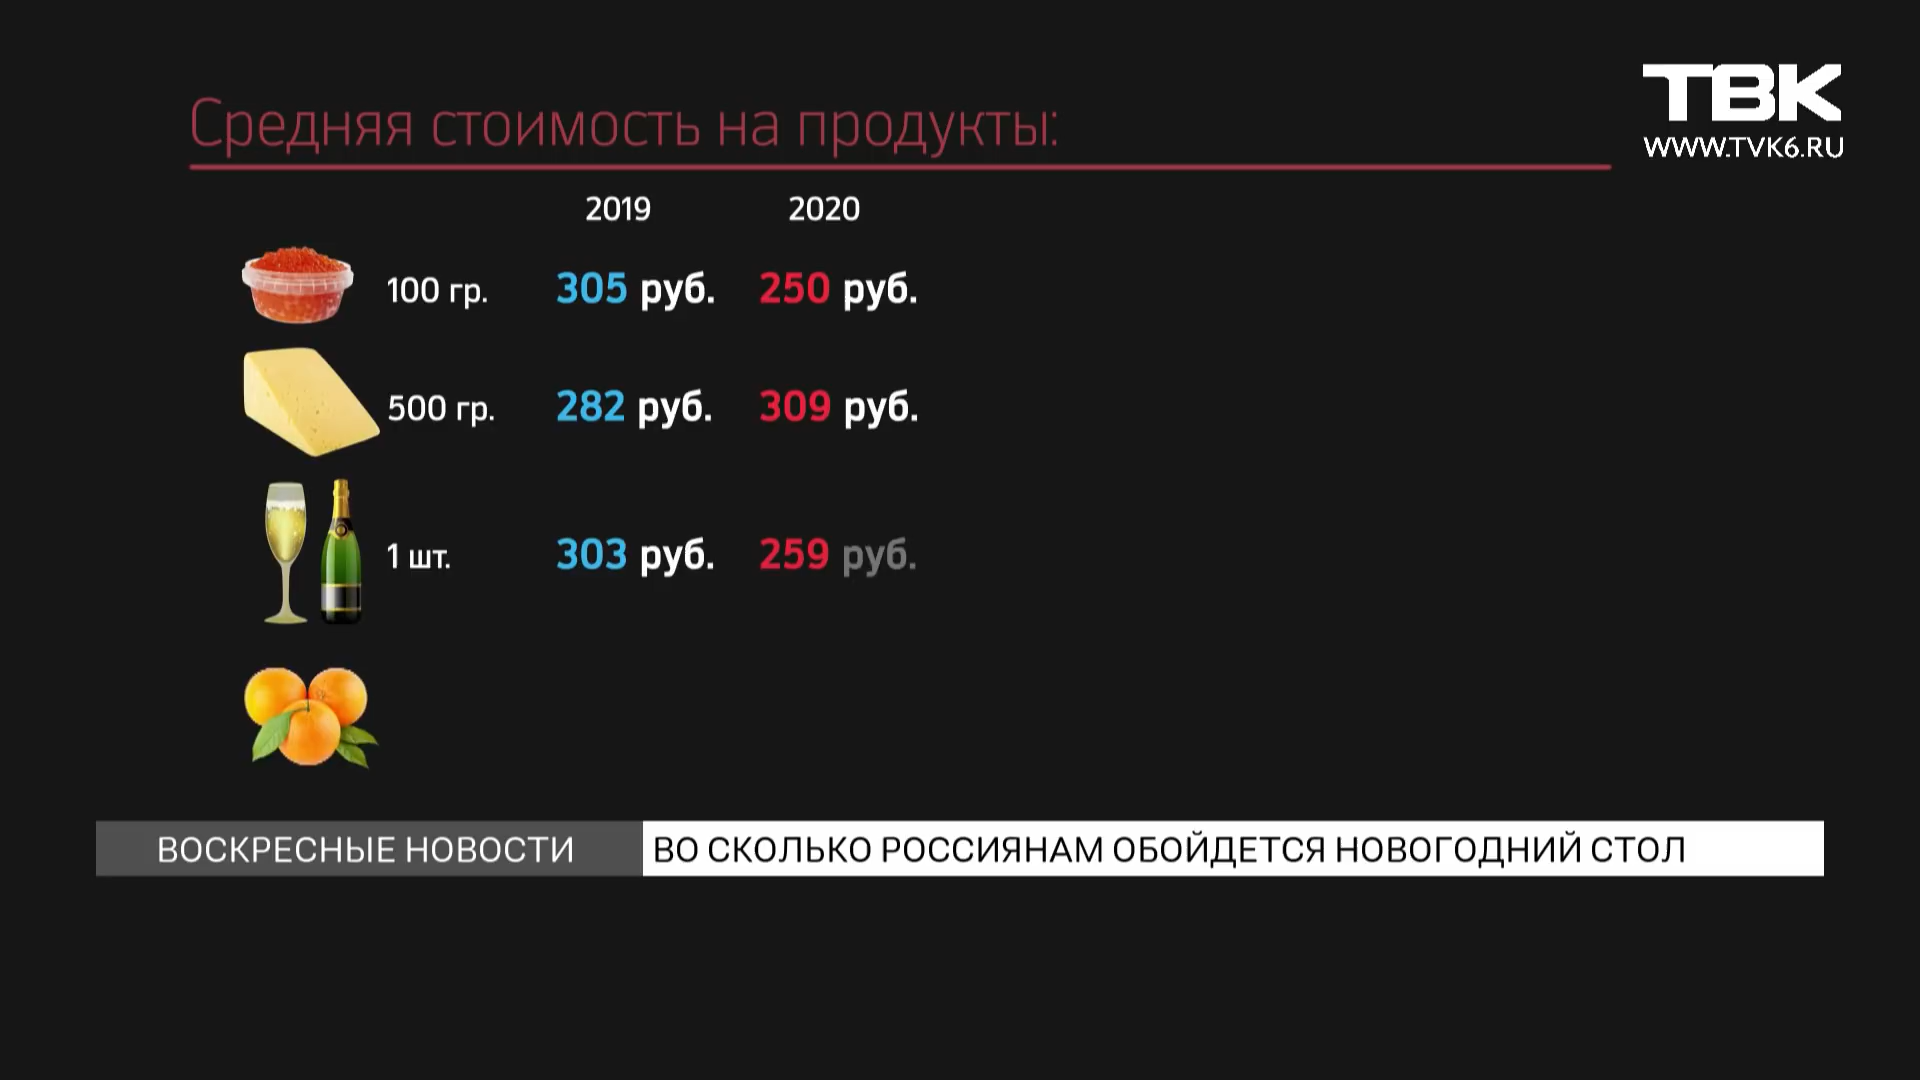 ТВК
WWW.TVK6.RU
Средняя стоимость на продукты:
2019 2020
100 гр. 305 руб. 250 руб.
500 гр. 282 руб. 309 руб.
1 шт. 303 руб. 259 руб.
ВОСКРЕСНЫЕ НОВОСТИ ВО СКОЛЬКО РОССИЯНАМ ОБОЙДЕТСЯ НОВОГОДНИЙ СТОЛ